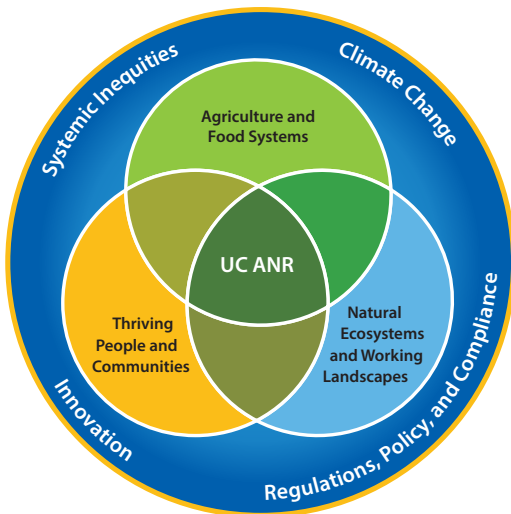 Systemic Inequities
Climate Change
Agriculture and
Food Systems
UC ANR
Thriving
People and
Communities
Natural
Ecosystems
and Working
Landscapes
Innovation
Regulations, Policy, and Compliance